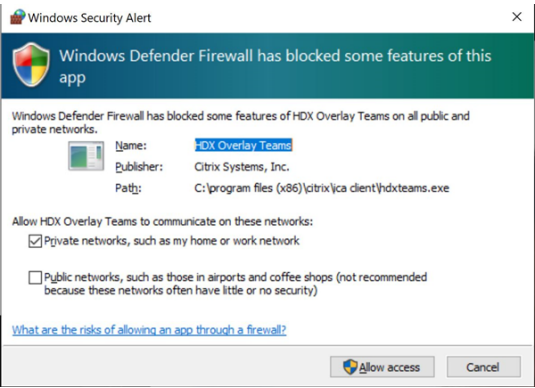 Windows Security Alert
Windows Defender Firewall has blocked some features of this
app
Windows Defender Firewall has blocked some features of HDX Overlay Teams on all public and
private networks.
Name: HDX Overlay Teams
Publisher: Citrix Systems, Inc.
Path: C:\program files (x86)\citrix\ica client\hdxteams.exe
Allow HDX Overlay Teams to communicate on these networks:
Private networks, such as my home or work network
Public networks, such as those in airports and coffee shops (not recommended
because these networks often have little or no security)
What are the risks of allowing an app through a firewall?
Allow access Cancel